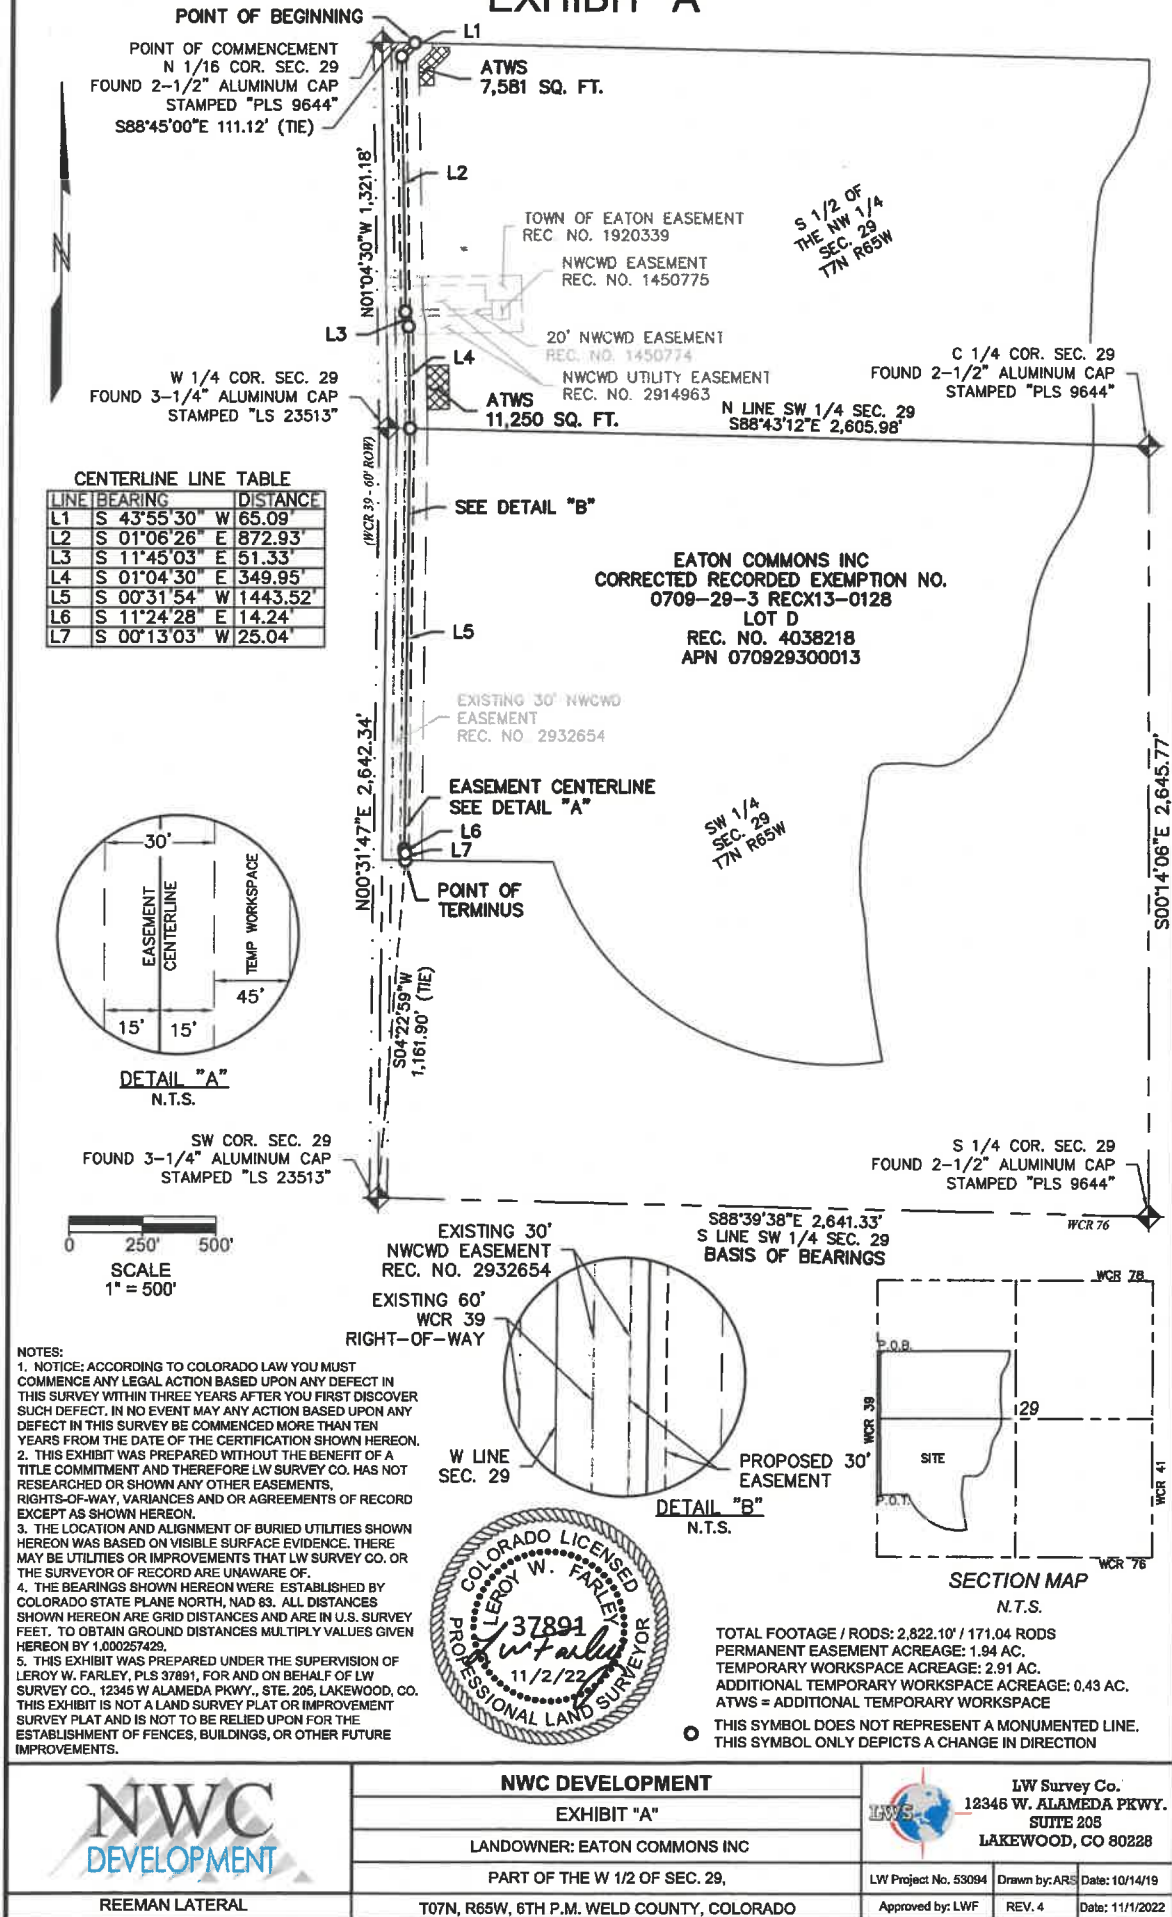 EXHIBIT "A"
POINT OF BEGINNING
L1
POINT OF COMMENCEMENT
N 1/16 COR. SEC. 29
FOUND 2-1/2" ALUMINUM CAP
STAMPED "PLS 9644"
S88°45'00"E 111.12' (TIE)
ATWS
7,581 SQ. FT.
N01°04'30"W 1,321.18'
L2
S 1/2 OF
THE NW 1/4
SEC. 29
T7N R65W
TOWN OF EATON EASEMENT
REC NO. 1920339
NWCWD EASEMENT
REC. NO. 1450775
N
L3
20' NWCWD EASEMENT
REC. NO. 1450774
L4
NWCWD UTILITY EASEMENT
REC. NO. 2914963
C 1/4 COR. SEC. 29
FOUND 2-1/2" ALUMINUM CAP
STAMPED "PLS 9644"
W 1/4 COR. SEC. 29
FOUND 3-1/4" ALUMINUM CAP
STAMPED "LS 23513"
ATWS
11,250 SQ. FT.
N LINE SW 1/4 SEC. 29
S88°43'12"E 2,605.98'
(WCR 39 - 60' ROW)
CENTERLINE LINE TABLE
LINE BEARING DISTANCE
L1 S 43°55'30" W 65.09'
L2 S 01°06'26" E 872.93'
L3 S 11°45'03" E 51.33'
L4 S 01°04'30" E 349.95'
L5 S 00°31'54" W 1443.52'
L6 S 11°24'28" E 14.24'
L7 S 00°13'03" W 25.04'
SEE DETAIL "B"
EATON COMMONS INC
CORRECTED RECORDED EXEMPTION NO.
0709-29-3 RECX13-0128
LOT D
REC. NO. 4038218
APN 070929300013
L5
EXISTING 30' NWCWD
EASEMENT
REC. NO 2932654
N00°31'47"E 2,642.34'
EASEMENT CENTERLINE
SEE DETAIL "A"
L6
L7
SW 1/4
SEC. 29
T7N R65W
S00°14'06"E 2,645.77'
POINT OF
TERMINUS
30'
EASEMENT
CENTERLINE
TEMP WORKSPACE
45'
15' 15'
DETAIL "A"
N.T.S.
S04°22'59"W
1,161.90' (TIE)
SW COR. SEC. 29
FOUND 3-1/4" ALUMINUM CAP
STAMPED "LS 23513"
S 1/4 COR. SEC. 29
FOUND 2-1/2" ALUMINUM CAP
STAMPED "PLS 9644"
S88°39'38"E 2,641.33'
S LINE SW 1/4 SEC. 29
BASIS OF BEARINGS
WCR 76
0 250' 500'
SCALE
1" = 500'
EXISTING 30'
NWCWD EASEMENT
REC. NO. 2932654
EXISTING 60'
WCR 39
RIGHT-OF-WAY
W LINE
SEC. 29
PROPOSED 30'
EASEMENT
DETAIL "B"
N.T.S.
WCR 78
P.O.B.
WCR 39
29
SITE
WCR 41
P.O.T.
WCR 76
SECTION MAP
N.T.S.
NOTES:
1. NOTICE: ACCORDING TO COLORADO LAW YOU MUST
COMMENCE ANY LEGAL ACTION BASED UPON ANY DEFECT IN
THIS SURVEY WITHIN THREE YEARS AFTER YOU FIRST DISCOVER
SUCH DEFECT. IN NO EVENT MAY ANY ACTION BASED UPON ANY
DEFECT IN THIS SURVEY BE COMMENCED MORE THAN TEN
YEARS FROM THE DATE OF THE CERTIFICATION SHOWN HEREON.
2. THIS EXHIBIT WAS PREPARED WITHOUT THE BENEFIT OF A
TITLE COMMITMENT AND THEREFORE LW SURVEY CO. HAS NOT
RESEARCHED OR SHOWN ANY OTHER EASEMENTS,
RIGHTS-OF-WAY, VARIANCES AND OR AGREEMENTS OF RECORD
EXCEPT AS SHOWN HEREON.
3. THE LOCATION AND ALIGNMENT OF BURIED UTILITIES SHOWN
HEREON WAS BASED ON VISIBLE SURFACE EVIDENCE. THERE
MAY BE UTILITIES OR IMPROVEMENTS THAT LW SURVEY CO. OR
THE SURVEYOR OF RECORD ARE UNAWARE OF.
4. THE BEARINGS SHOWN HEREON WERE ESTABLISHED BY
COLORADO STATE PLANE NORTH, NAD 83. ALL DISTANCES
SHOWN HEREON ARE GRID DISTANCES AND ARE IN U.S. SURVEY
FEET. TO OBTAIN GROUND DISTANCES MULTIPLY VALUES GIVEN
HEREON BY 1.000257429.
5. THIS EXHIBIT WAS PREPARED UNDER THE SUPERVISION OF
LEROY W. FARLEY, PLS 37891, FOR AND ON BEHALF OF LW
SURVEY CO., 12345 W ALAMEDA PKWY., STE. 205, LAKEWOOD, CO.
THIS EXHIBIT IS NOT A LAND SURVEY PLAT OR IMPROVEMENT
SURVEY PLAT AND IS NOT TO BE RELIED UPON FOR THE
ESTABLISHMENT OF FENCES, BUILDINGS, OR OTHER FUTURE
IMPROVEMENTS.
COLORADO LICENSED
LEROY W. FARLEY
37891
LW Farley
11/2/22
PROFESSIONAL LAND SURVEYOR
TOTAL FOOTAGE / RODS: 2,822.10' / 171.04 RODS
PERMANENT EASEMENT ACREAGE: 1.94 AC.
TEMPORARY WORKSPACE ACREAGE: 2.91 AC.
ADDITIONAL TEMPORARY WORKSPACE ACREAGE: 0.43 AC.
ATWS = ADDITIONAL TEMPORARY WORKSPACE
THIS SYMBOL DOES NOT REPRESENT A MONUMENTED LINE.
THIS SYMBOL ONLY DEPICTS A CHANGE IN DIRECTION
NWC
DEVELOPMENT
REEMAN LATERAL
NWC DEVELOPMENT
EXHIBIT "A"
LANDOWNER: EATON COMMONS INC
PART OF THE W 1/2 OF SEC. 29,
T07N, R65W, 6TH P.M. WELD COUNTY, COLORADO
LWS
LW Survey Co.
12345 W. ALAMEDA PKWY.
SUITE 205
LAKEWOOD, CO 80228
LW Project No. 53094 Drawn by: ARS Date: 10/14/19
Approved by: LWF REV. 4 Date: 11/1/2022